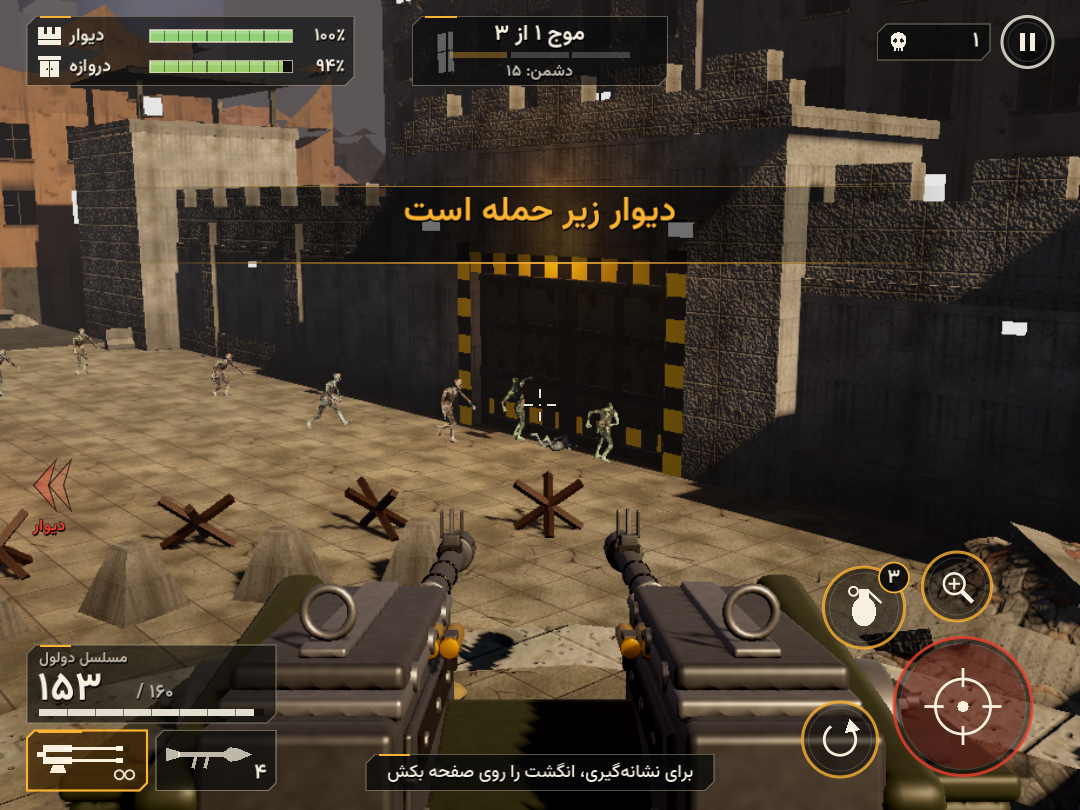 دیوار ۱۰۰٪
دروازه ۹۴٪
موج ۱ از ۳
دشمن: ۱۵
۱
دیوار زیر حمله است
دیوار
۳
مسلسل دولول
۱۵۳ / ۱۶۰
∞
۴
برای نشانه‌گیری، انگشت را روی صفحه بکش